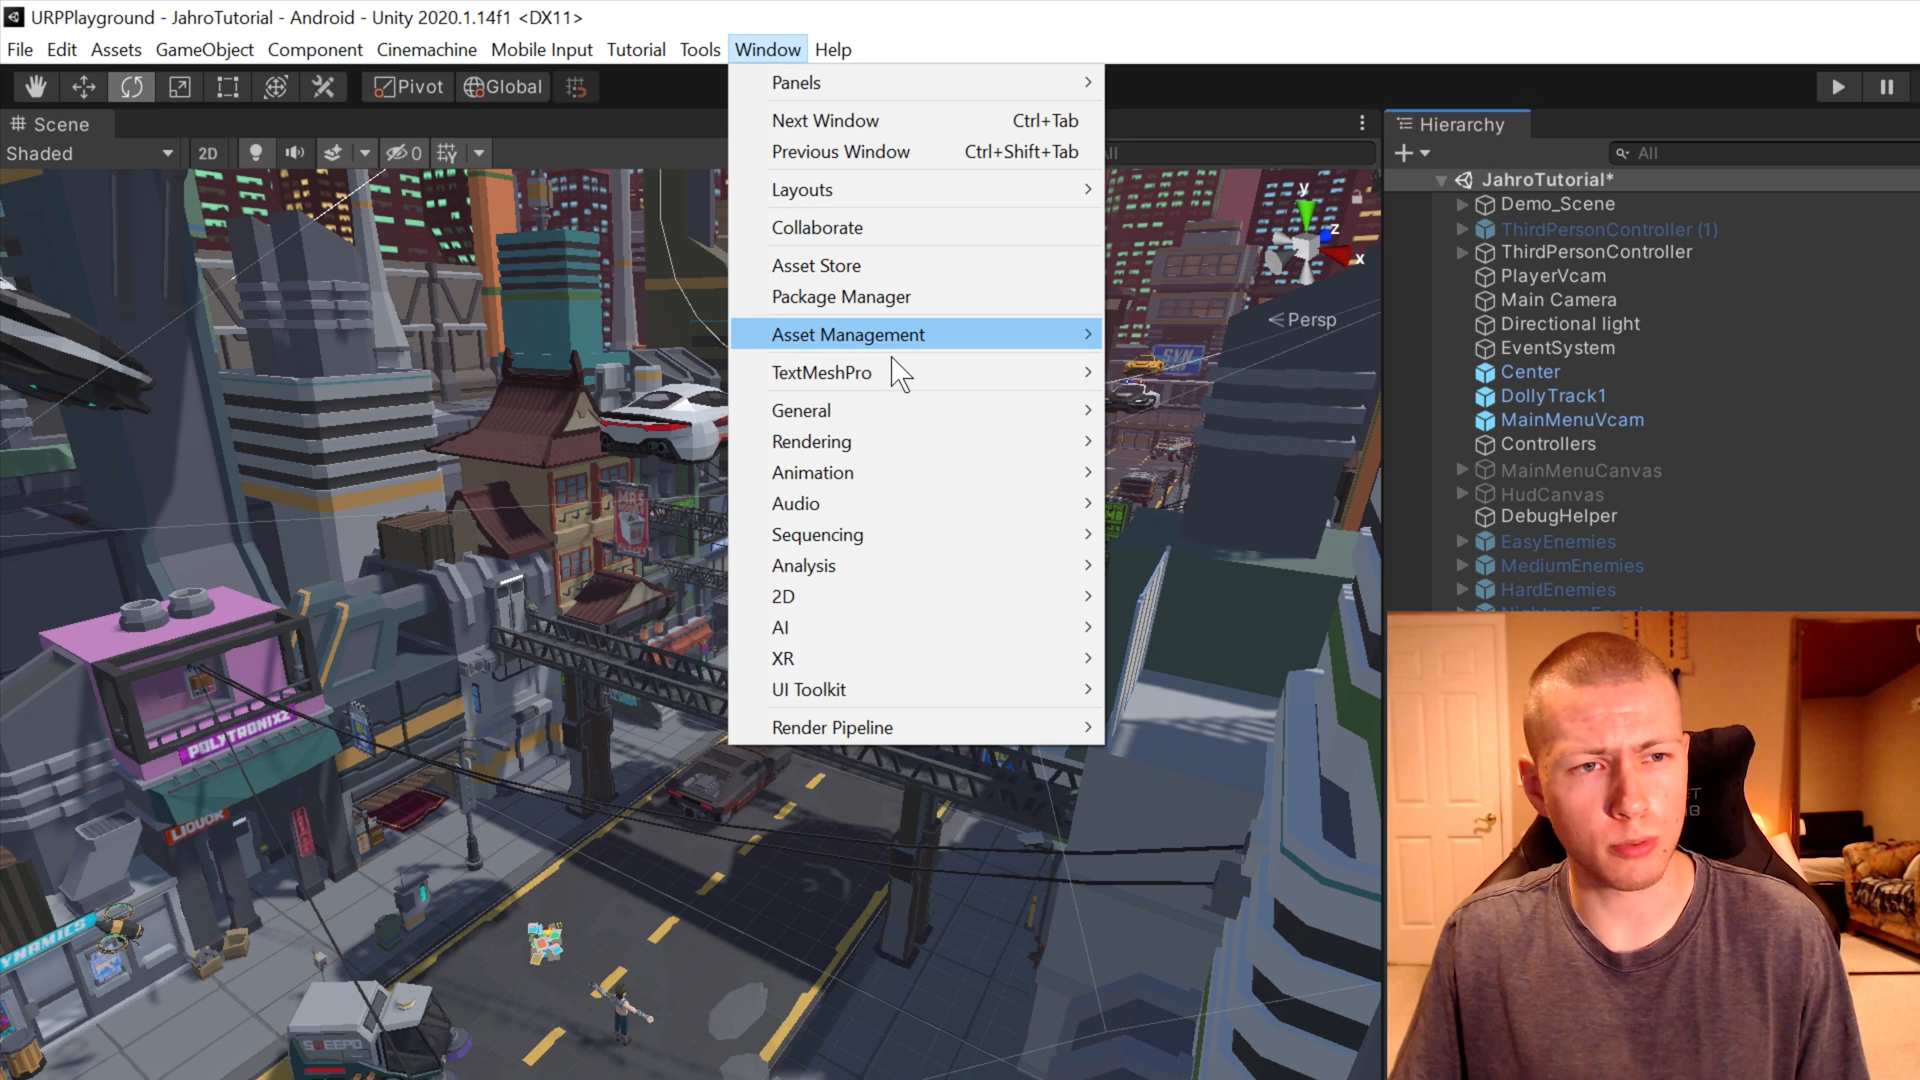 URPPlayground - JahroTutorial - Android - Unity 2020.1.14f1 <DX11>
File Edit Assets GameObject Component Cinemachine Mobile Input Tutorial Tools Window Help
Pivot Global
Scene
Shaded 2D 0
Panels
Next Window Ctrl+Tab
Previous Window Ctrl+Shift+Tab
Layouts
Collaborate
Asset Store
Package Manager
Asset Management
TextMeshPro
General
Rendering
Animation
Audio
Sequencing
Analysis
2D
AI
XR
UI Toolkit
Render Pipeline
y
z
x
Persp
SYN
POLYTRONIXZ
LIQUOR
YNAMICS
SWEEPO
Hierarchy
All
JahroTutorial*
Demo_Scene
ThirdPersonController (1)
ThirdPersonController
PlayerVcam
Main Camera
Directional light
EventSystem
Center
DollyTrack1
MainMenuVcam
Controllers
MainMenuCanvas
HudCanvas
DebugHelper
EasyEnemies
MediumEnemies
HardEnemies